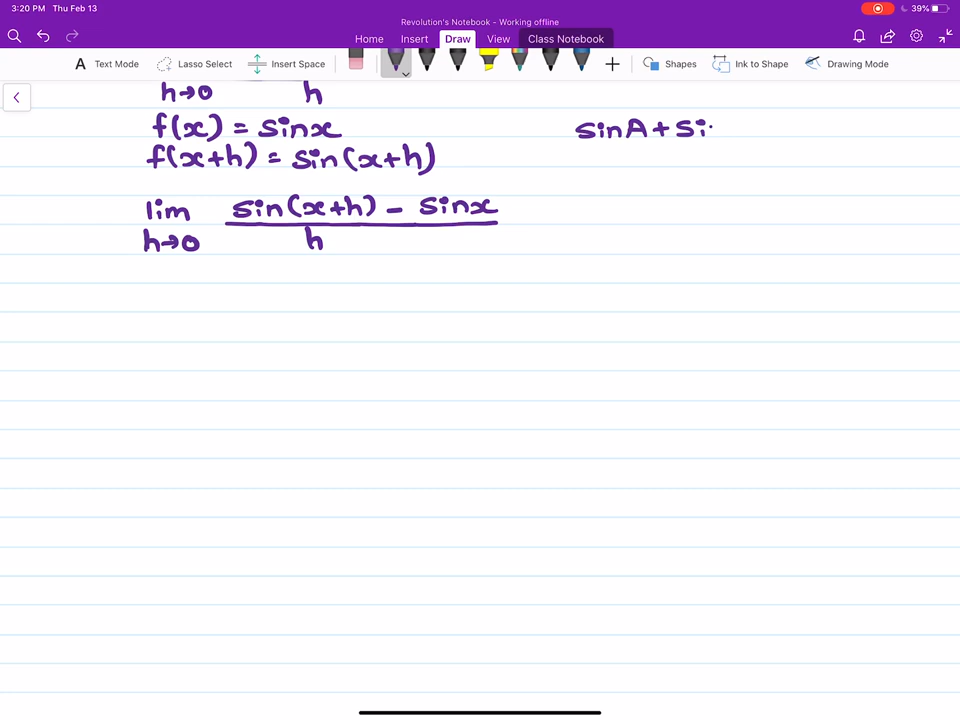 3:20 PM Thu Feb 13
39%
Revolution's Notebook - Working offline
Home Insert Draw View Class Notebook
A Text Mode Lasso Select Insert Space Shapes Ink to Shape Drawing Mode
h→0 h
f(x) = sinx
sinA + si
f(x+h) = sin(x+h)
lim sin(x+h) - sinx
h→0 h